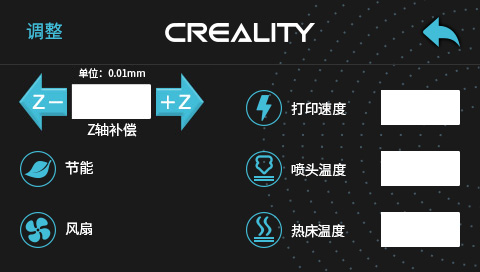 调整
CREALITY
单位：0.01mm
Z−
+Z
Z轴补偿
打印速度
节能
喷头温度
风扇
热床温度